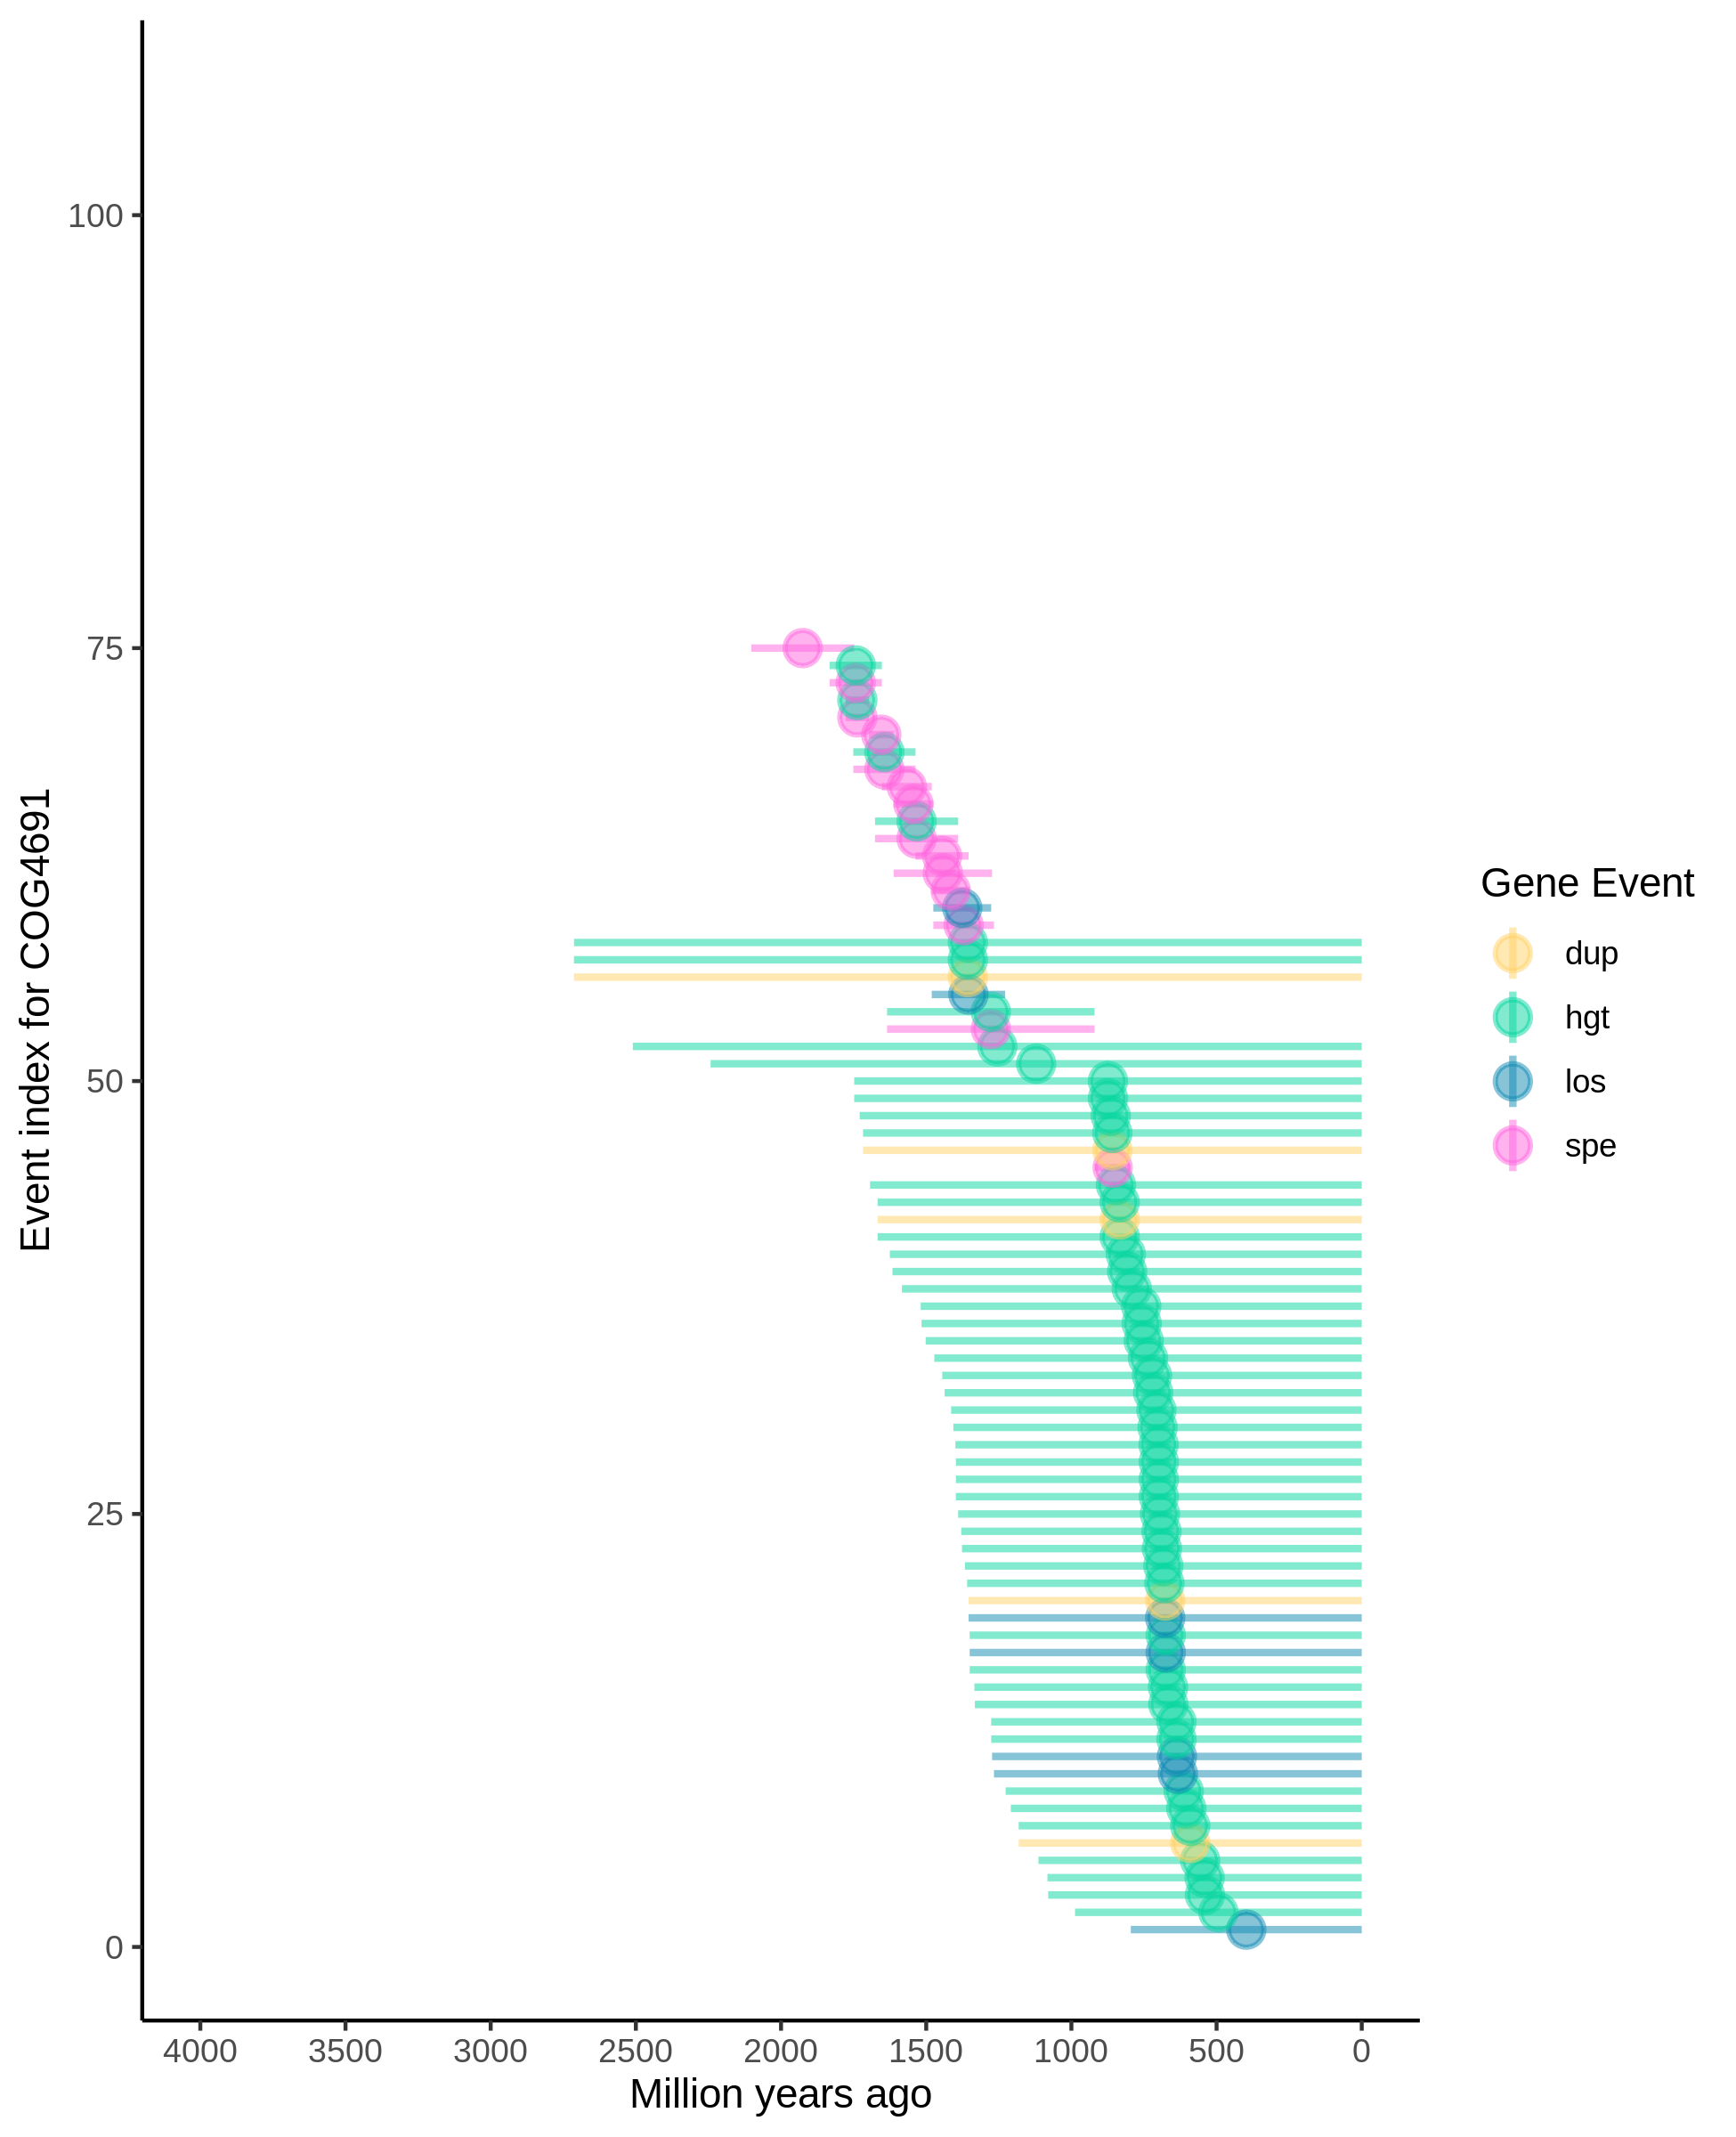 100
75
50
25
0
Event index for COG4691
4000 3500 3000 2500 2000 1500 1000 500 0
Million years ago
Gene Event
dup
hgt
los
spe